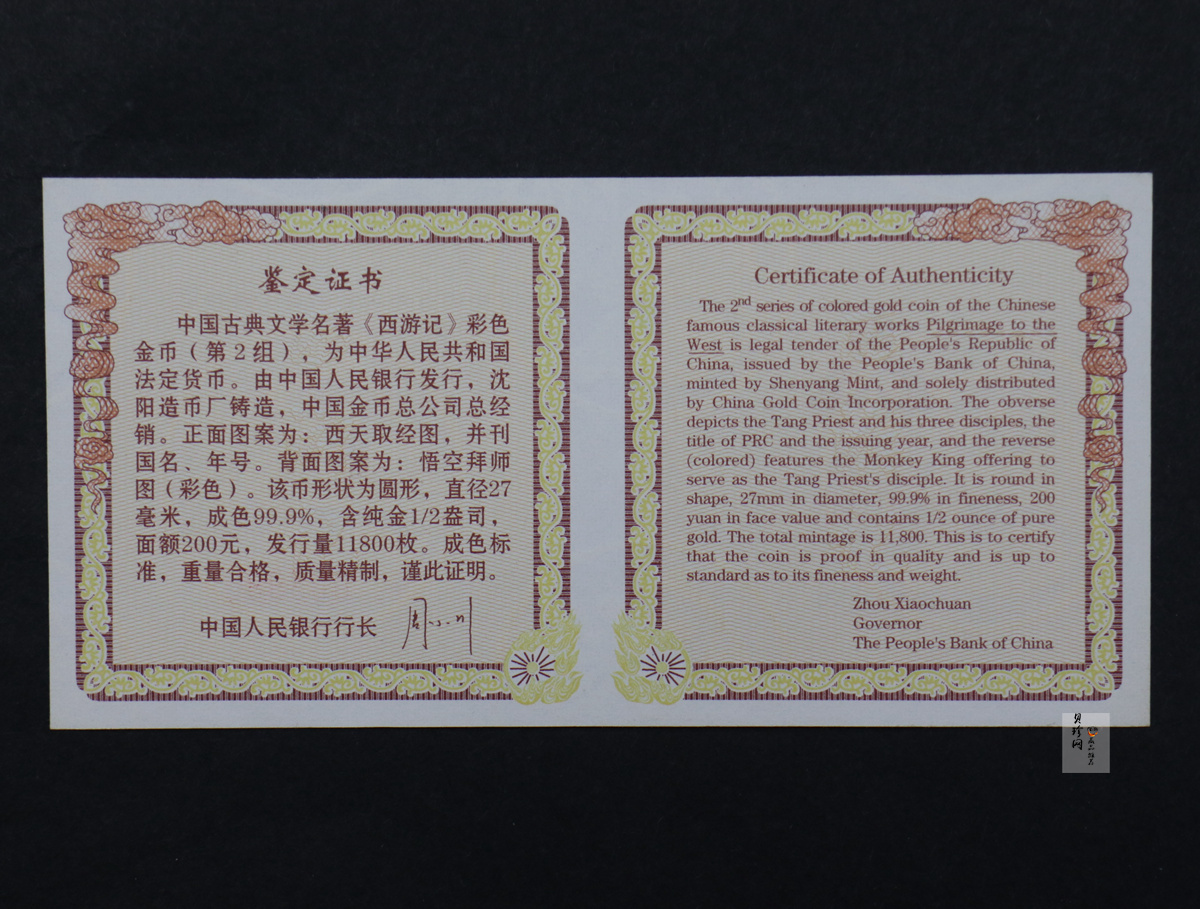 鉴定证书
中国古典文学名著《西游记》彩色
金币（第2组），为中华人民共和国
法定货币。由中国人民银行发行，沈
阳造币厂铸造，中国金币总公司总经
销。正面图案为：西天取经图，并刊
国名、年号。背面图案为：悟空拜师
图（彩色）。该币形状为圆形，直径27
毫米，成色99.9%，含纯金1/2盎司，
面额200元，发行量11800枚。成色标
准，重量合格，质量精制，谨此证明。
中国人民银行行长 周小川
Certificate of Authenticity
The 2nd series of colored gold coin of the Chinese
famous classical literary works Pilgrimage to the
West is legal tender of the People's Republic of
China, issued by the People's Bank of China,
minted by Shenyang Mint, and solely distributed
by China Gold Coin Incorporation. The obverse
depicts the Tang Priest and his three disciples, the
title of PRC and the issuing year, and the reverse
(colored) features the Monkey King offering to
serve as the Tang Priest's disciple. It is round in
shape, 27mm in diameter, 99.9% in fineness, 200
yuan in face value and contains 1/2 ounce of pure
gold. The total mintage is 11,800. This is to certify
that the coin is proof in quality and is up to
standard as to its fineness and weight.
Zhou Xiaochuan
Governor
The People's Bank of China
贝珍网